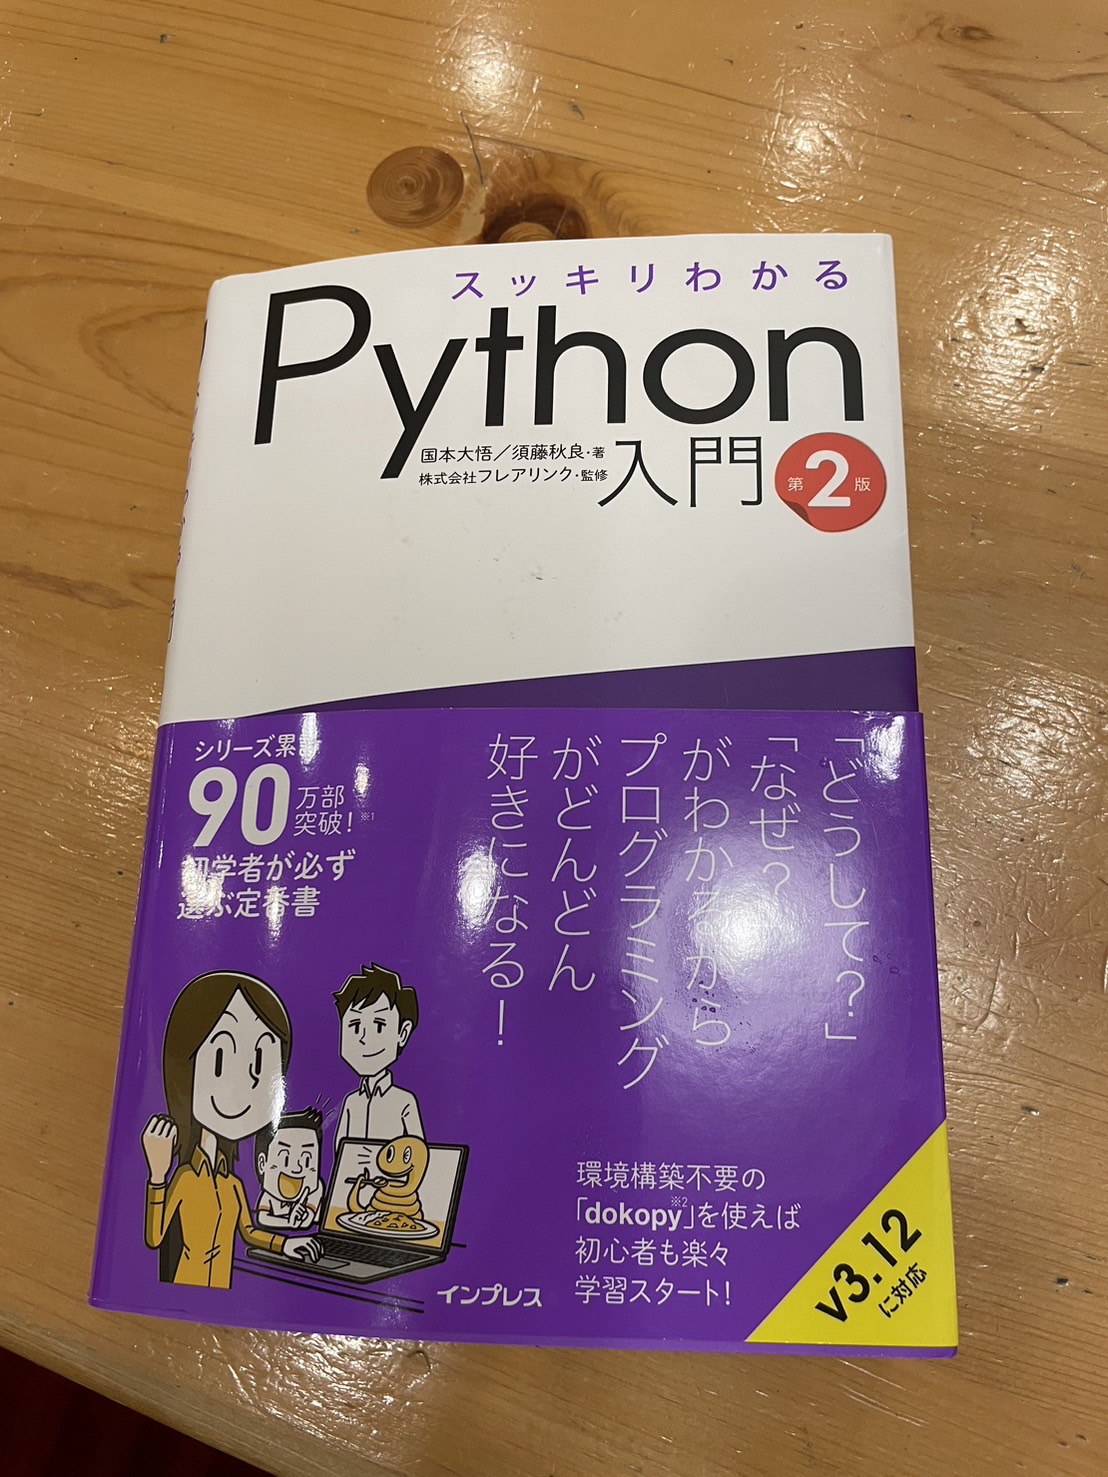 スッキリわかる
Python
入門
第2版
国本大悟／須藤秋良・著
株式会社フレアリンク・監修
シリーズ累計
90万部
突破！※1
初学者が必ず
選ぶ定番書
「どうして？」
「なぜ？」
がわかるから
プログラミング
がどんどん
好きになる！
環境構築不要の
「dokopy※2」を使えば
初心者も楽々
学習スタート！
v3.12
に対応
インプレス